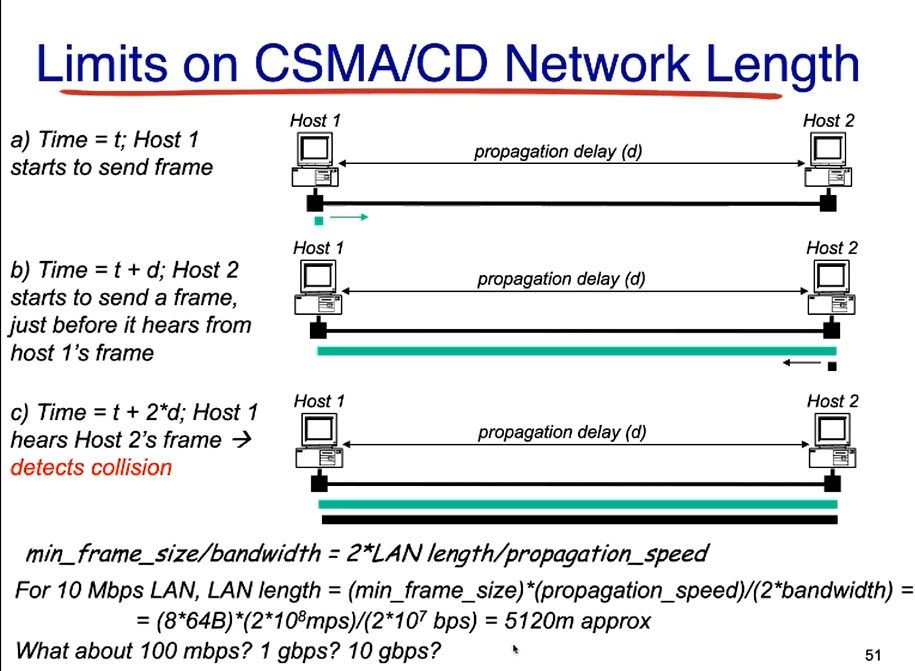 Limits on CSMA/CD Network Length
a) Time = t; Host 1
starts to send frame
Host 1
Host 2
propagation delay (d)
b) Time = t + d; Host 2
starts to send a frame,
just before it hears from
host 1's frame
Host 1
Host 2
propagation delay (d)
c) Time = t + 2*d; Host 1
hears Host 2's frame →
detects collision
Host 1
Host 2
propagation delay (d)
min_frame_size/bandwidth = 2*LAN length/propagation_speed
For 10 Mbps LAN, LAN length = (min_frame_size)*(propagation_speed)/(2*bandwidth) =
= (8*64B)*(2*10⁸mps)/(2*10⁷ bps) = 5120m approx
What about 100 mbps? 1 gbps? 10 gbps?
51